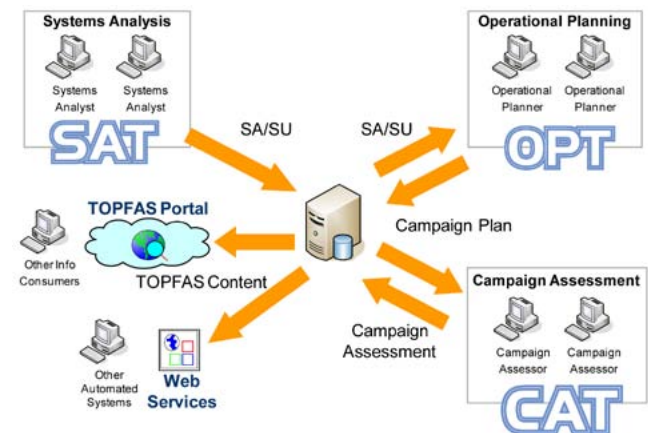 Systems Analysis
Systems
Analyst
Systems
Analyst
SAT
Operational Planning
Operational
Planner
Operational
Planner
OPT
SA/SU
SA/SU
TOPFAS Portal
Other Info
Consumers
TOPFAS Content
Campaign Plan
Campaign
Assessment
Other
Automated
Systems
Web
Services
Campaign Assessment
Campaign
Assessor
Campaign
Assessor
CAT